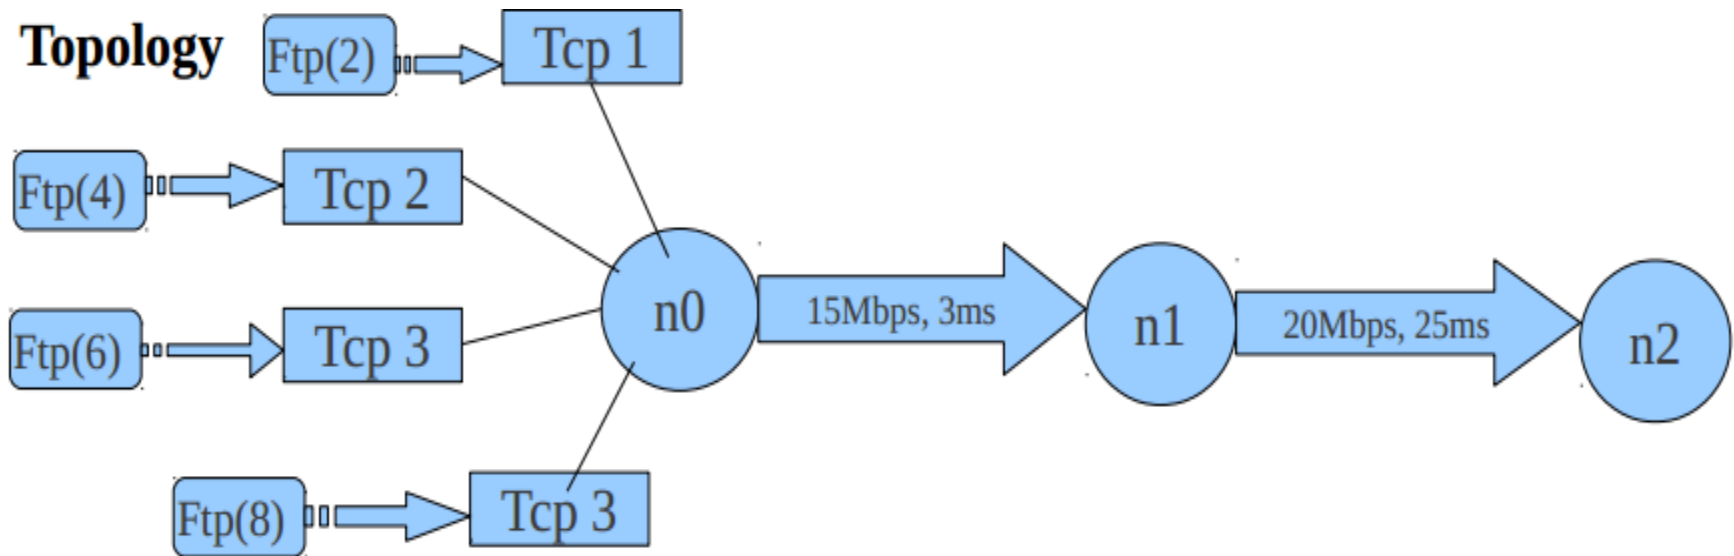 Topology
Ftp(2)
Tcp 1
Ftp(4)
Tcp 2
Ftp(6)
Tcp 3
n0
15Mbps, 3ms
n1
20Mbps, 25ms
n2
Ftp(8)
Tcp 3